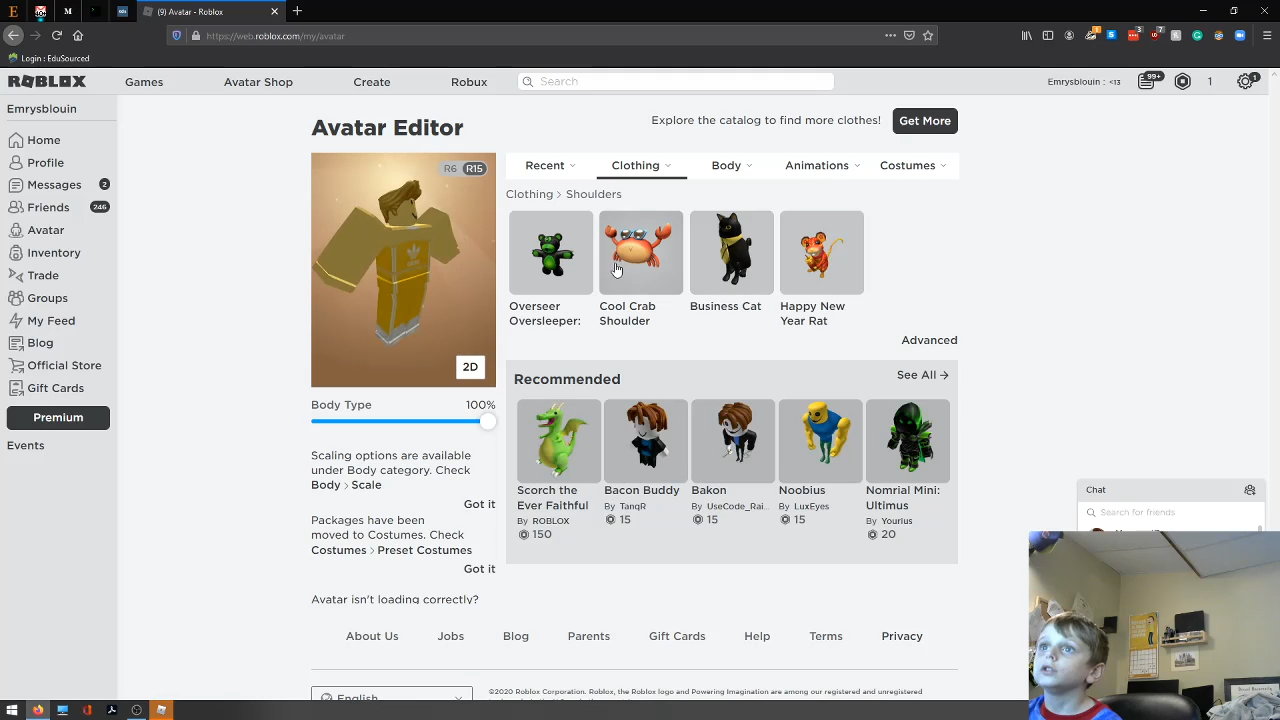 (9) Avatar - Roblox
https://web.roblox.com/my/avatar
Login : EduSourced
ROBLOX
Games
Avatar Shop
Create
Robux
Search
Emrysblouin : <13
99+
1
1
Emrysblouin
Home
Profile
Messages 2
Friends 246
Avatar
Inventory
Trade
Groups
My Feed
Blog
Official Store
Gift Cards
Premium
Events
Avatar Editor
Explore the catalog to find more clothes!
Get More
R6 R15
2D
Body Type 100%
Scaling options are available
under Body category. Check
Body > Scale
Got it
Packages have been
moved to Costumes. Check
Costumes > Preset Costumes
Got it
Avatar isn't loading correctly?
Recent
Clothing
Body
Animations
Costumes
Clothing > Shoulders
Overseer
Oversleeper:
Cool Crab
Shoulder
Business Cat
Happy New
Year Rat
Advanced
Recommended
See All
Scorch the
Ever Faithful
By ROBLOX
150
Bacon Buddy
By TanqR
15
Bakon
By UseCode_Rai...
15
Noobius
By LuxEyes
15
Nomrial Mini:
Ultimus
By Yourius
20
Chat
Search for friends
About Us
Jobs
Blog
Parents
Gift Cards
Help
Terms
Privacy
English
©2020 Roblox Corporation. Roblox, the Roblox logo and Powering Imagination are among our registered and unregistered